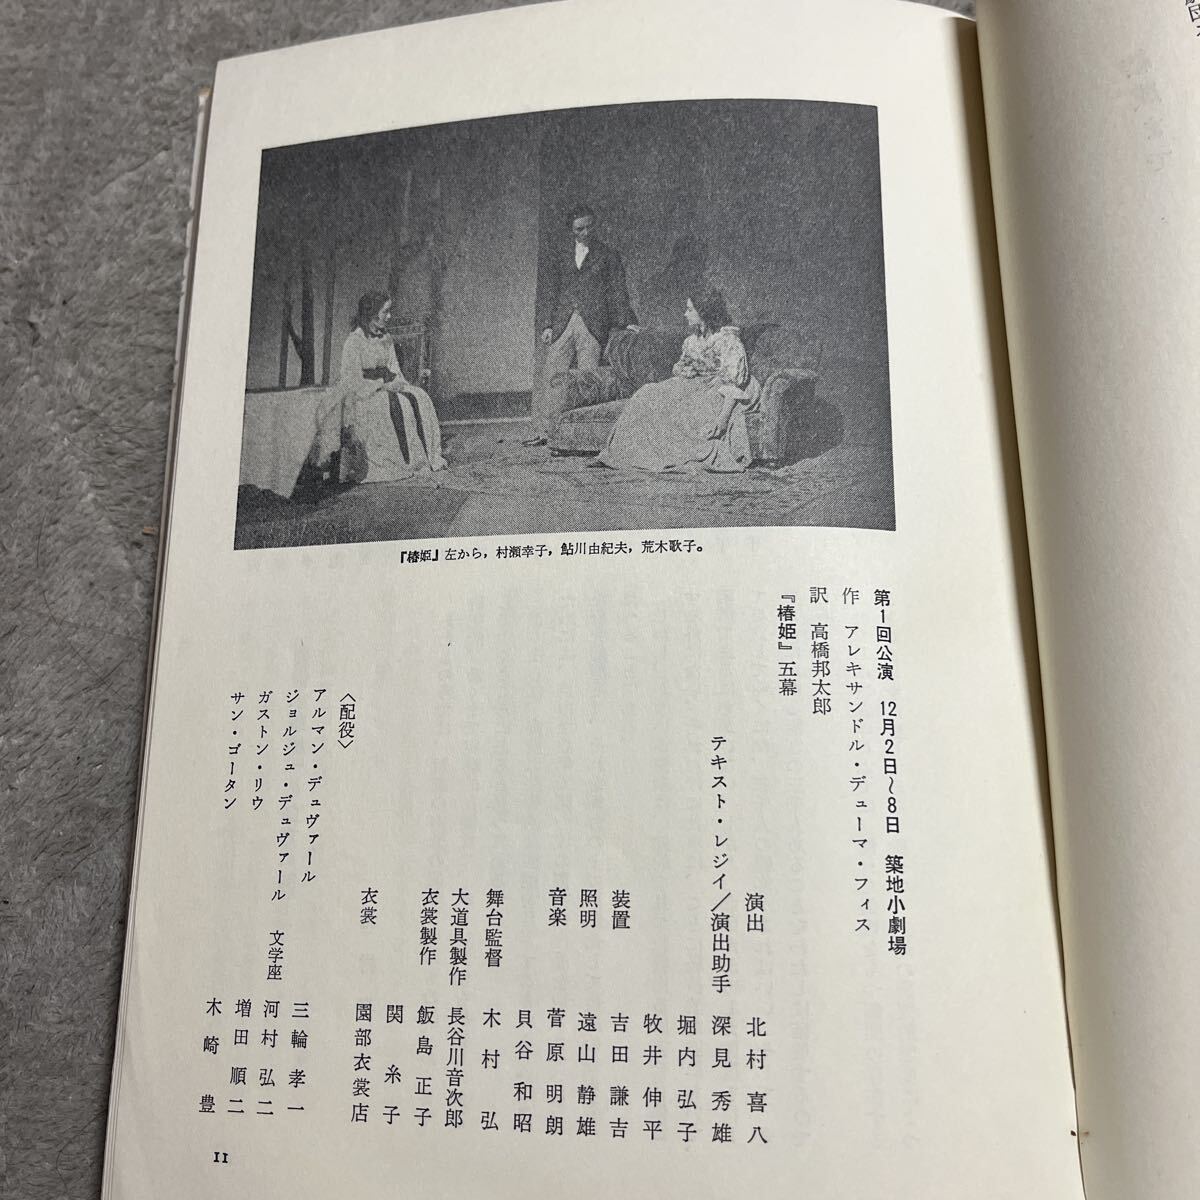 『椿姫』左から，村瀬幸子，鮎川由紀夫，荒木歌子。
第1回公演　12月2日〜8日　築地小劇場
作　アレキサンドル・デューマ・フィス
訳　高橋邦太郎
『椿姫』五幕
演出　北村喜八
テキスト・レジイ／演出助手　深見秀雄
堀内弘子
牧井伸平
装置　吉田謙吉
照明　遠山静雄
音楽　菅原明朗
貝谷和昭
舞台監督　木村弘
大道具製作　長谷川音次郎
衣裳製作　飯島正子
関糸子
衣裳　園部衣裳店
〈配役〉
アルマン・デュヴァール　三輪孝一
ジョルジュ・デュヴァール　文学座　河村弘二
ガストン・リウ　増田順二
サン・ゴータン　木崎豊
11